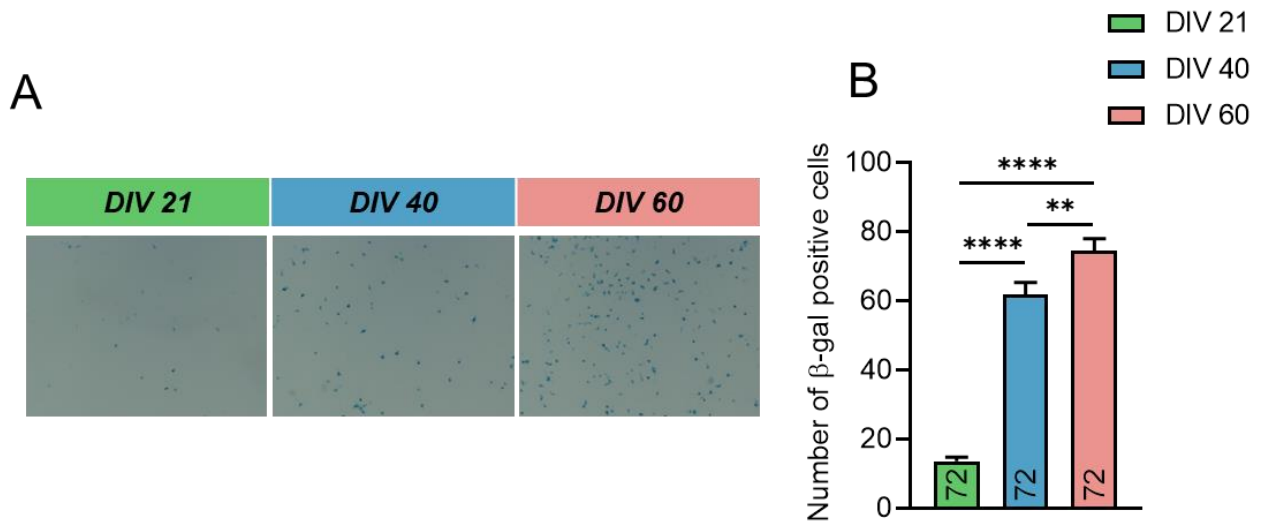 A
DIV 21 DIV 40 DIV 60
B
DIV 21
DIV 40
DIV 60
Number of β-gal positive cells
100
80
60
40
20
0
****
**
****
72 72 72